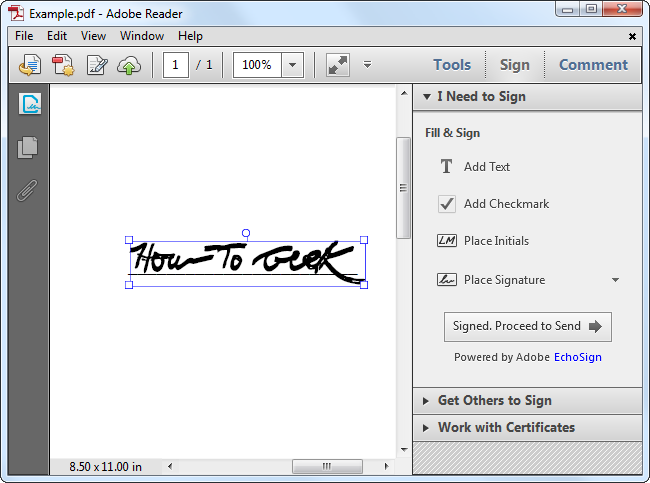 Example.pdf - Adobe Reader
File Edit View Window Help
1 / 1 100% Tools Sign Comment
I Need to Sign
Fill & Sign
T Add Text
Add Checkmark
LM Place Initials
Place Signature
Signed. Proceed to Send
Powered by Adobe EchoSign
Get Others to Sign
Work with Certificates
How-To Geek
8.50 x 11.00 in